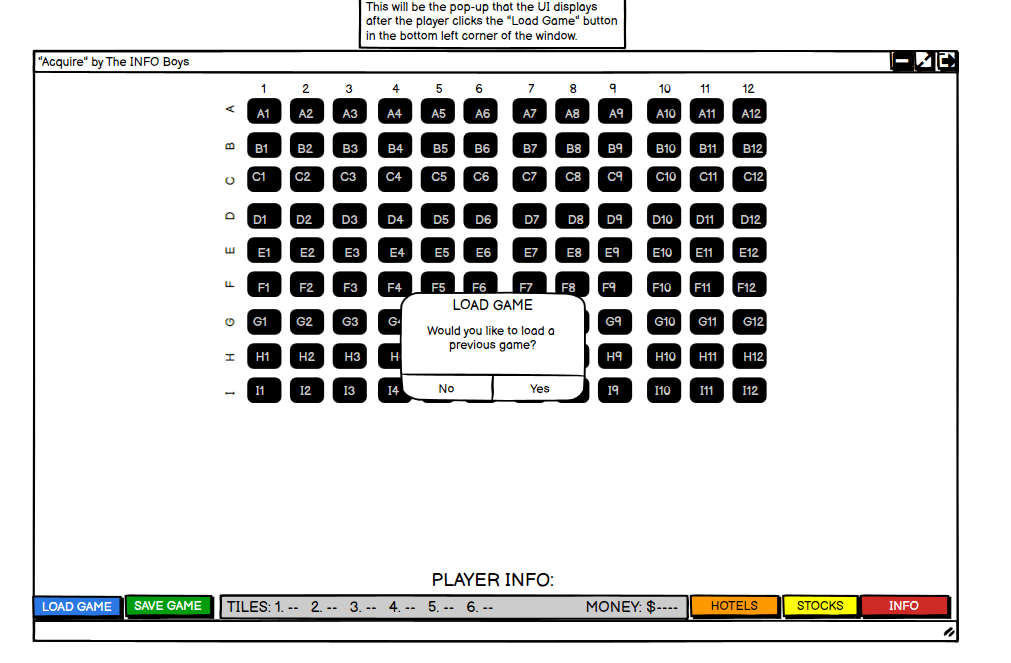 This will be the pop-up that the UI displays
after the player clicks the "Load Game" button
in the bottom left corner of the window.
"Acquire" by The INFO Boys
1 2 3 4 5 6 7 8 9 10 11 12
A A1 A2 A3 A4 A5 A6 A7 A8 A9 A10 A11 A12
B B1 B2 B3 B4 B5 B6 B7 B8 B9 B10 B11 B12
C C1 C2 C3 C4 C5 C6 C7 C8 C9 C10 C11 C12
D D1 D2 D3 D4 D5 D6 D7 D8 D9 D10 D11 D12
E E1 E2 E3 E4 E5 E6 E7 E8 E9 E10 E11 E12
F F1 F2 F3 F4 F5 F6 F7 F8 F9 F10 F11 F12
G G1 G2 G3 G9 G10 G11 G12
H H1 H2 H3 H H9 H10 H11 H12
I I1 I2 I3 I4 I9 I10 I11 I12
LOAD GAME
Would you like to load a
previous game?
No Yes
PLAYER INFO:
LOAD GAME SAVE GAME TILES: 1. -- 2. -- 3. -- 4. -- 5. -- 6. -- MONEY: $---- HOTELS STOCKS INFO